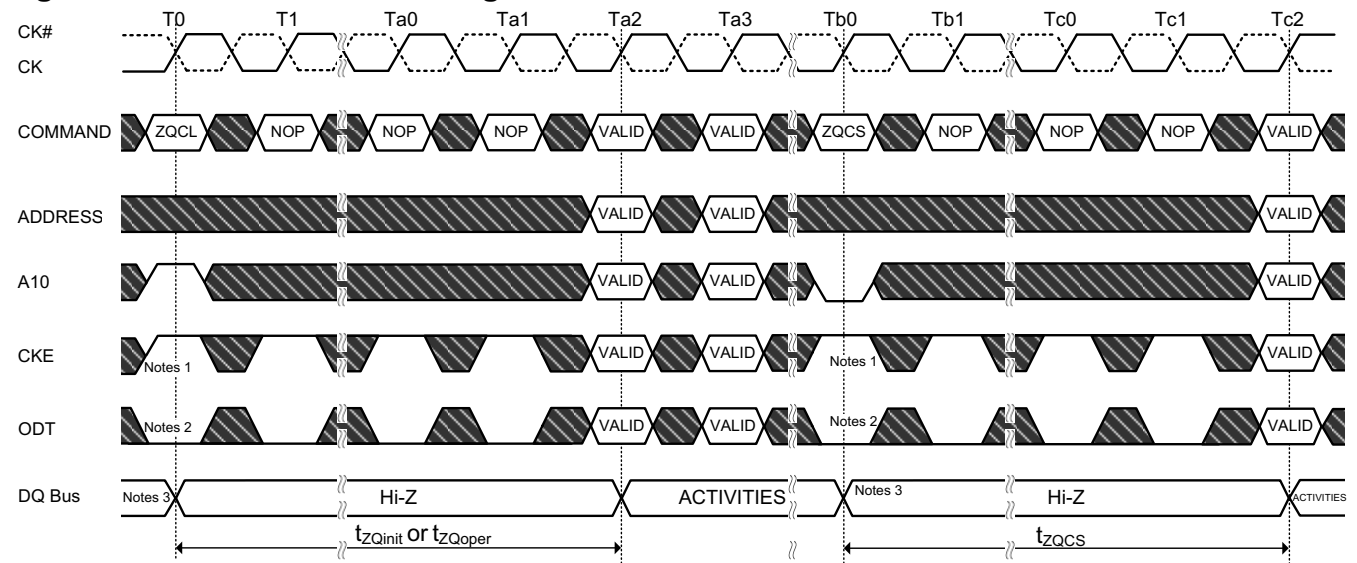 T0 T1 Ta0 Ta1 Ta2 Ta3 Tb0 Tb1 Tc0 Tc1 Tc2
CK#
CK
COMMAND ZQCL NOP NOP NOP VALID VALID ZQCS NOP NOP NOP VALID
ADDRESS VALID VALID VALID
A10 VALID VALID VALID
CKE Notes 1 VALID VALID Notes 1 VALID
ODT Notes 2 VALID VALID Notes 2 VALID
DQ Bus Notes 3 Hi-Z ACTIVITIES Notes 3 Hi-Z ACTIVITIES
tZQinit or tZQoper tZQCS